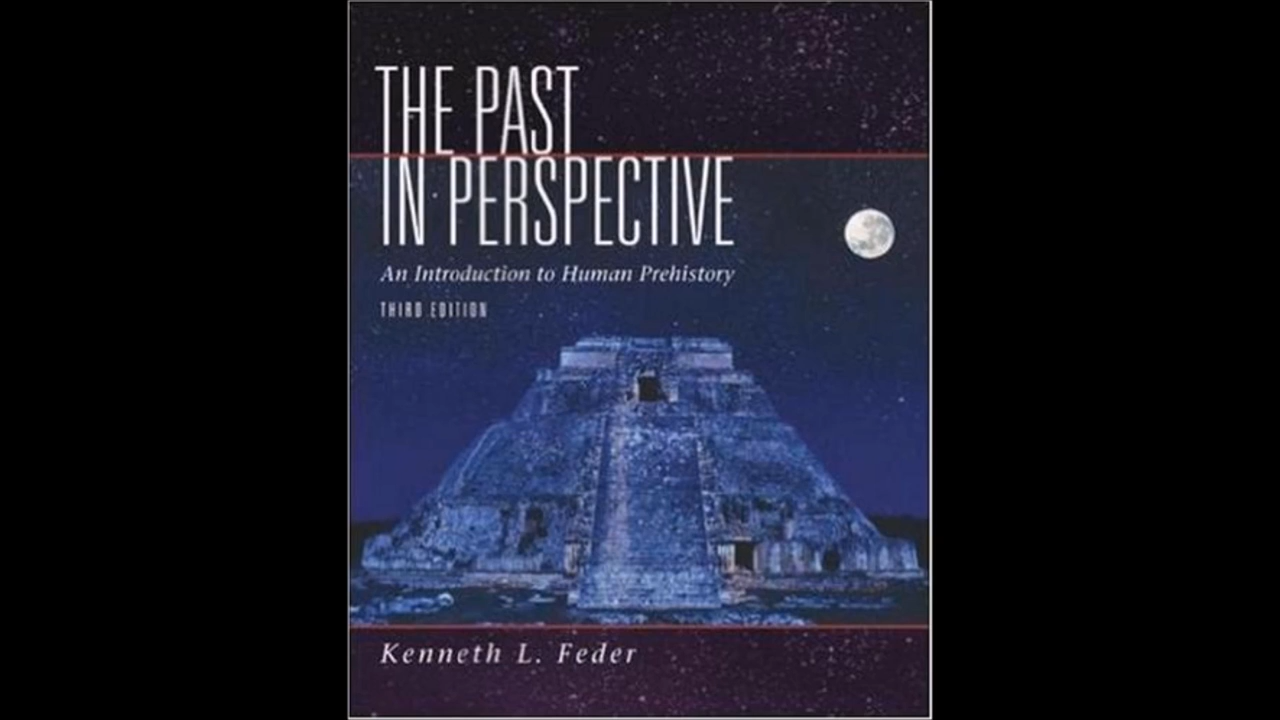 THE PAST
IN PERSPECTIVE
An Introduction to Human Prehistory
THIRD EDITION
Kenneth L. Feder